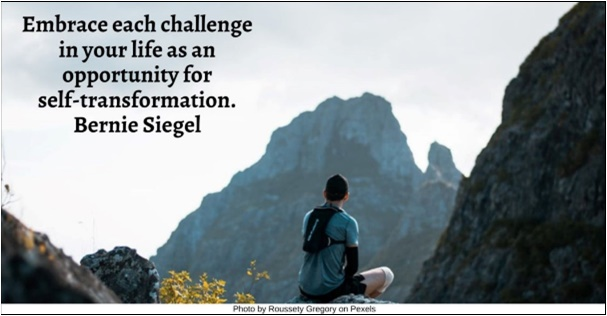 Embrace each challenge
in your life as an
opportunity for
self-transformation.
Bernie Siegel
Photo by Roussety Gregory on Pexels